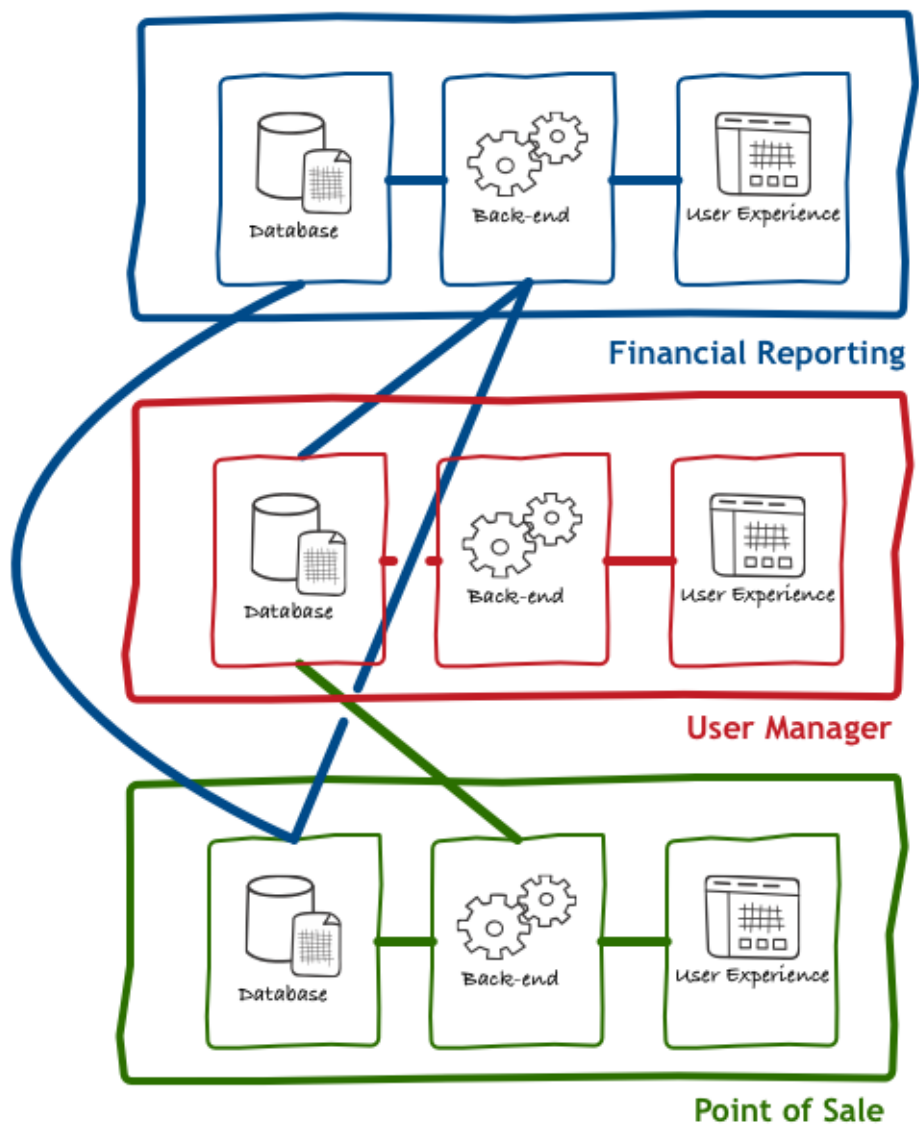 Database
Back-end
User Experience
Financial Reporting
Database
Back-end
User Experience
User Manager
Database
Back-end
User Experience
Point of Sale